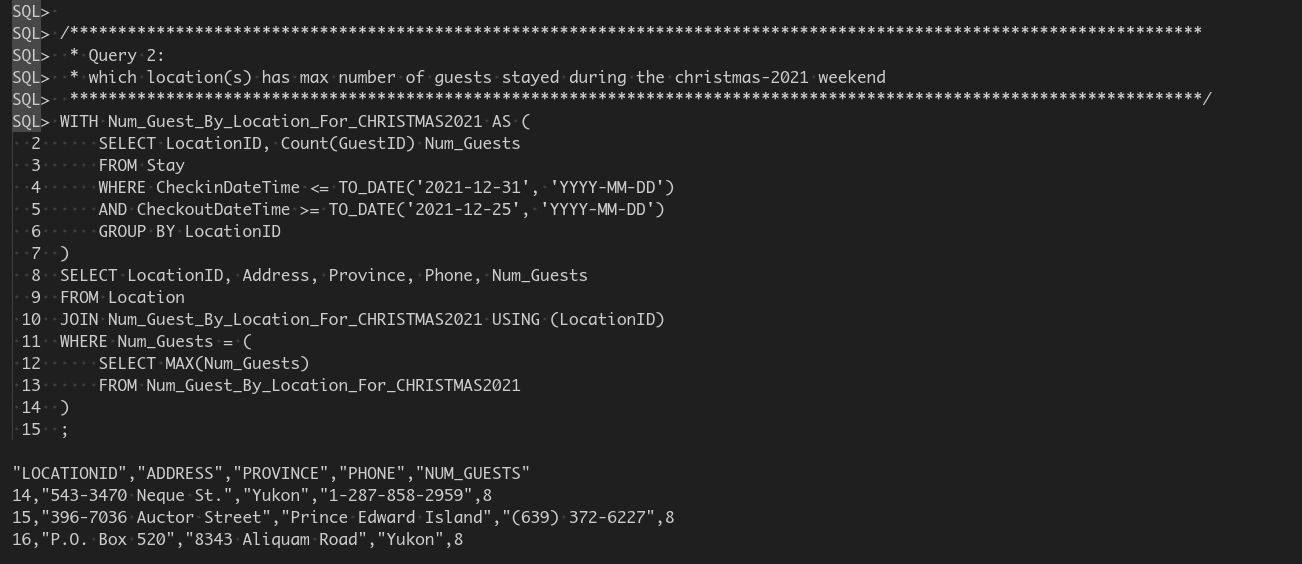 SQL>
SQL> /**********************************************************************************************************************
SQL>  * Query 2:
SQL>  * which location(s) has max number of guests stayed during the christmas-2021 weekend
SQL>  **********************************************************************************************************************/
SQL> WITH Num_Guest_By_Location_For_CHRISTMAS2021 AS (
  2      SELECT LocationID, Count(GuestID) Num_Guests
  3      FROM Stay
  4      WHERE CheckinDateTime <= TO_DATE('2021-12-31', 'YYYY-MM-DD')
  5      AND CheckoutDateTime >= TO_DATE('2021-12-25', 'YYYY-MM-DD')
  6      GROUP BY LocationID
  7  )
  8  SELECT LocationID, Address, Province, Phone, Num_Guests
  9  FROM Location
 10  JOIN Num_Guest_By_Location_For_CHRISTMAS2021 USING (LocationID)
 11  WHERE Num_Guests = (
 12      SELECT MAX(Num_Guests)
 13      FROM Num_Guest_By_Location_For_CHRISTMAS2021
 14  )
 15  ;
"LOCATIONID","ADDRESS","PROVINCE","PHONE","NUM_GUESTS"
14,"543-3470 Neque St.","Yukon","1-287-858-2959",8
15,"396-7036 Auctor Street","Prince Edward Island","(639) 372-6227",8
16,"P.O. Box 520","8343 Aliquam Road","Yukon",8